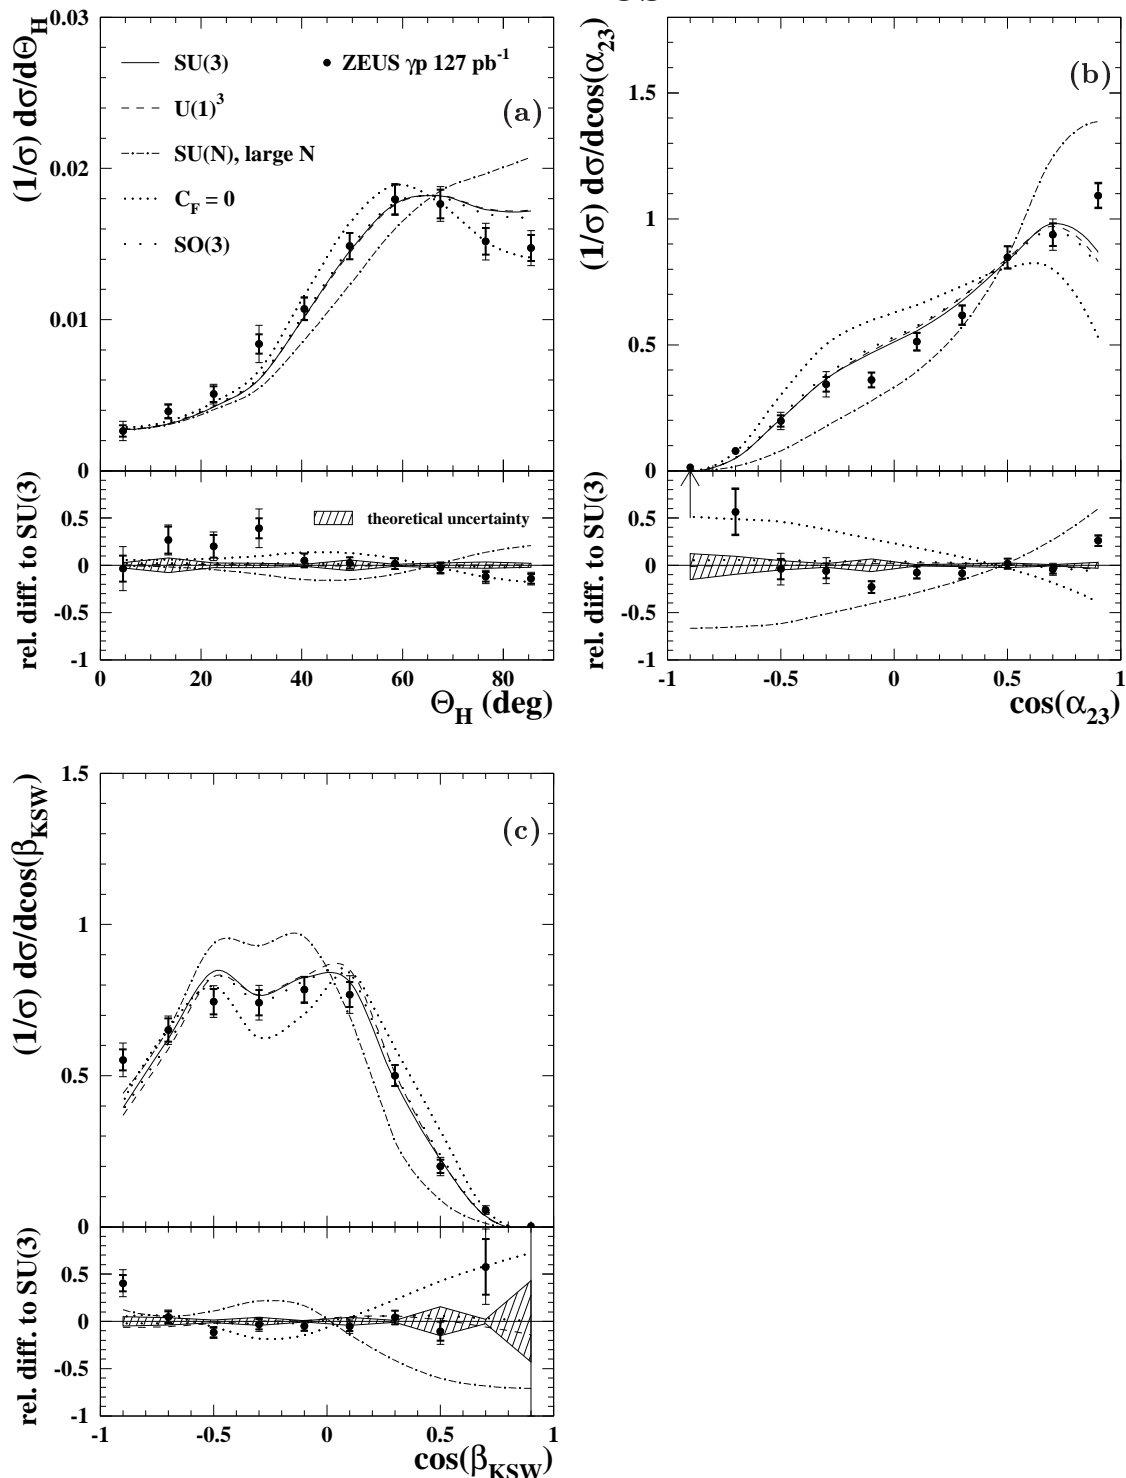 0.03
0.02
0.01
0
(1/σ) dσ/dΘ_H
SU(3)
U(1)³
SU(N), large N
C_F = 0
SO(3)
ZEUS γp 127 pb⁻¹
(a)
rel. diff. to SU(3)
0.5
0
-0.5
-1
theoretical uncertainty
0 20 40 60 80
Θ_H (deg)
(1/σ) dσ/dcos(α₂₃)
1.5
1
0.5
0
(b)
rel. diff. to SU(3)
0.5
0
-0.5
-1
-1 -0.5 0 0.5 1
cos(α₂₃)
(1/σ) dσ/dcos(β_KSW)
1.5
1
0.5
0
(c)
rel. diff. to SU(3)
0.5
0
-0.5
-1
-1 -0.5 0 0.5 1
cos(β_KSW)